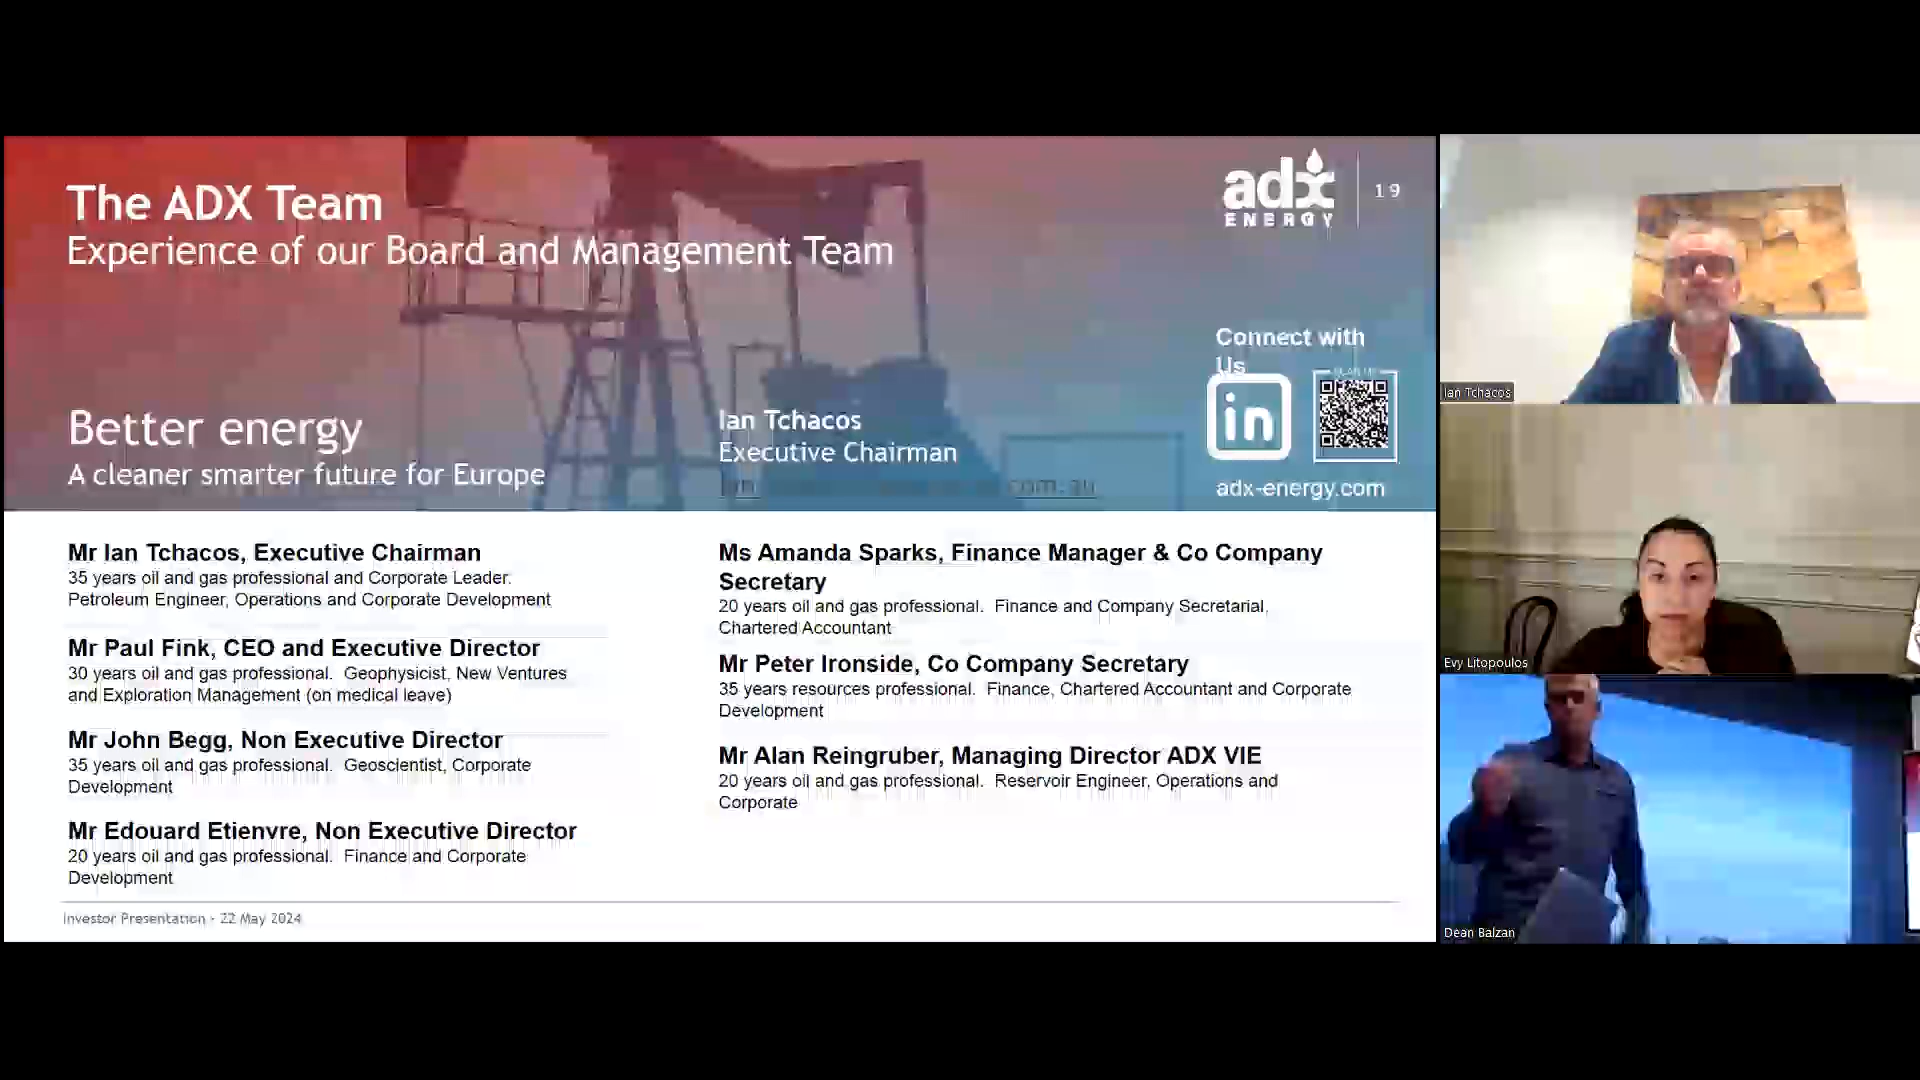 The ADX Team
Experience of our Board and Management Team
adx
ENERGY
19
Connect with
Us
in
Better energy
A cleaner smarter future for Europe
Ian Tchacos
Executive Chairman
com.au
adx-energy.com
Mr Ian Tchacos, Executive Chairman
35 years oil and gas professional and Corporate Leader.
Petroleum Engineer, Operations and Corporate Development
Mr Paul Fink, CEO and Executive Director
30 years oil and gas professional. Geophysicist, New Ventures
and Exploration Management (on medical leave)
Mr John Begg, Non Executive Director
35 years oil and gas professional. Geoscientist, Corporate
Development
Mr Edouard Etienvre, Non Executive Director
20 years oil and gas professional. Finance and Corporate
Development
Ms Amanda Sparks, Finance Manager & Co Company
Secretary
20 years oil and gas professional. Finance and Company Secretarial,
Chartered Accountant
Mr Peter Ironside, Co Company Secretary
35 years resources professional. Finance, Chartered Accountant and Corporate
Development
Mr Alan Reingruber, Managing Director ADX VIE
20 years oil and gas professional. Reservoir Engineer, Operations and
Corporate
Investor Presentation - 22 May 2024
Ian Tchacos
Evy Litopoulos
Dean Balzan